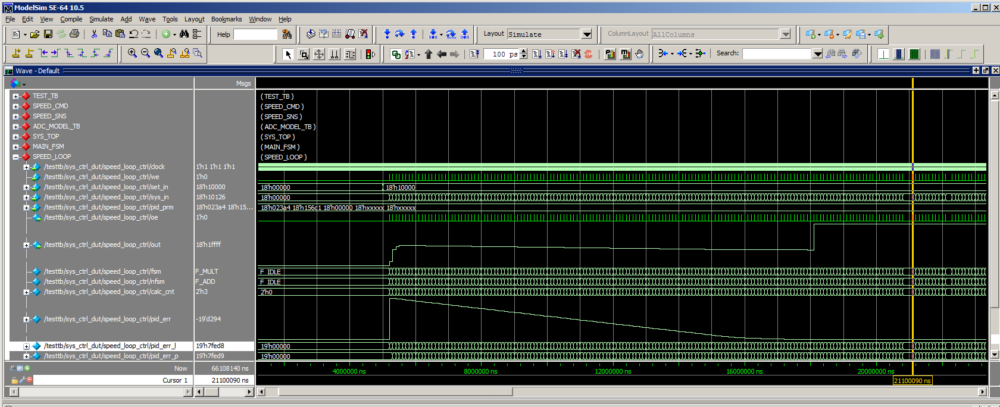 ModelSim SE-64 10.5
File Edit View Compile Simulate Add Wave Tools Layout Bookmarks Window Help
Help Layout Simulate ColumnLayout AllColumns
100 ps Search:
Wave - Default
Msgs
TEST_TB ( TEST_TB )
SPEED_CMD ( SPEED_CMD )
SPEED_SNS ( SPEED_SNS )
ADC_MODEL_TB ( ADC_MODEL_TB )
SYS_TOP ( SYS_TOP )
MAIN_FSM ( MAIN_FSM )
SPEED_LOOP ( SPEED_LOOP )
/testtb/sys_ctrl_dut/speed_loop_ctrl/clock 1'h1 1'h1 1'h1
/testtb/sys_ctrl_dut/speed_loop_ctrl/we 1'h0
/testtb/sys_ctrl_dut/speed_loop_ctrl/set_in 18'h10000 18'h00000 18'h10000
/testtb/sys_ctrl_dut/speed_loop_ctrl/sys_in 18'h10126 18'h00000
/testtb/sys_ctrl_dut/speed_loop_ctrl/pid_prm 18'h023a4 18'h15... 18'h023a4 18'h156c1 18'h00000 18'hxxxxx 18'hxxxxx
/testtb/sys_ctrl_dut/speed_loop_ctrl/oe 1'h0
/testtb/sys_ctrl_dut/speed_loop_ctrl/out 18'h1ffff
/testtb/sys_ctrl_dut/speed_loop_ctrl/fsm F_MULT F_IDLE
/testtb/sys_ctrl_dut/speed_loop_ctrl/nfsm F_ADD F_IDLE
/testtb/sys_ctrl_dut/speed_loop_ctrl/calc_cnt 2'h3 2'h0
/testtb/sys_ctrl_dut/speed_loop_ctrl/pid_err -19'd294
/testtb/sys_ctrl_dut/speed_loop_ctrl/pid_err_l 19'h7fed8 19'h00000
/testtb/sys_ctrl_dut/speed_loop_ctrl/pid_err_p 19'h7fed9 19'h00000
Now 66108140 ns 4000000 ns 8000000 ns 12000000 ns 16000000 ns 20000000 ns
Cursor 1 21100090 ns 21100090 ns